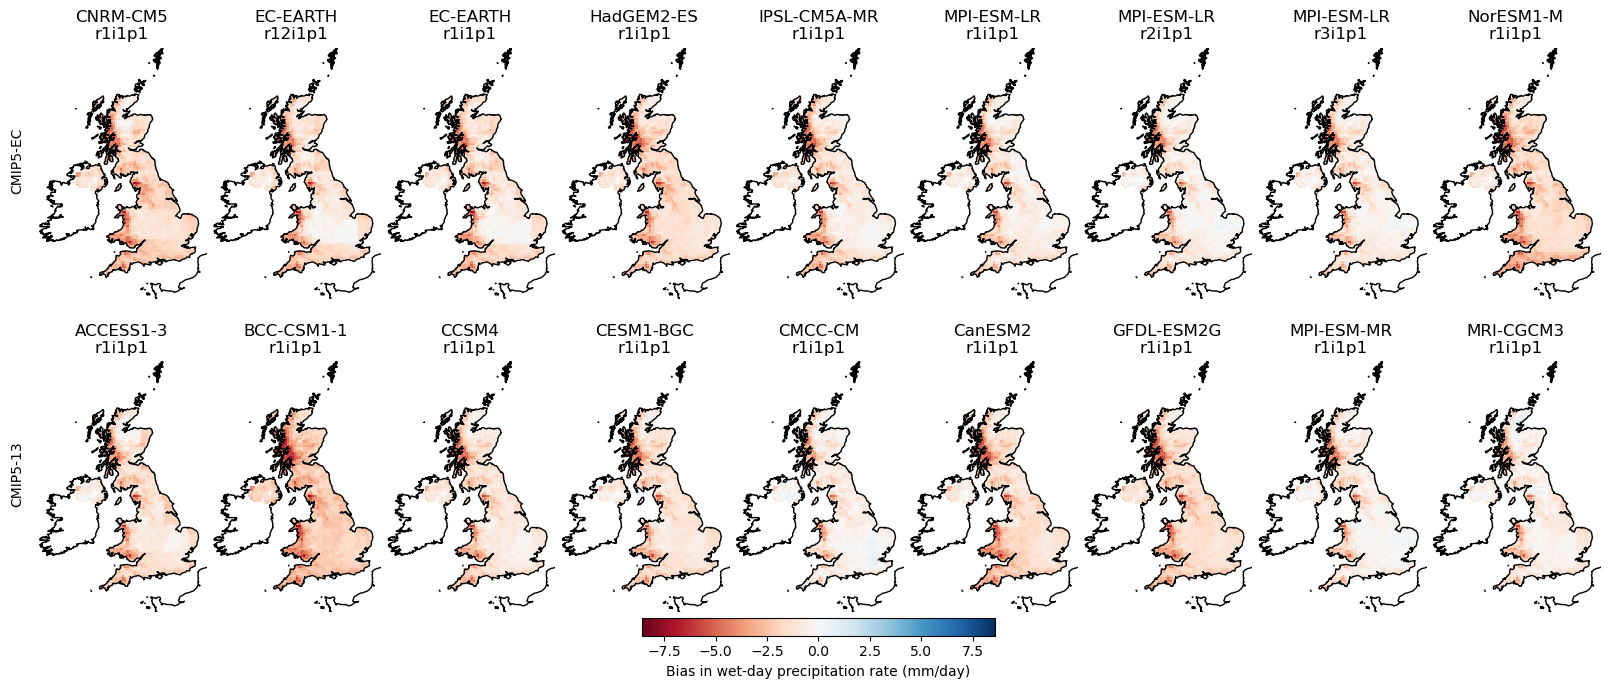 CNRM-CM5
r1i1p1
EC-EARTH
r12i1p1
EC-EARTH
r1i1p1
HadGEM2-ES
r1i1p1
IPSL-CM5A-MR
r1i1p1
MPI-ESM-LR
r1i1p1
MPI-ESM-LR
r2i1p1
MPI-ESM-LR
r3i1p1
NorESM1-M
r1i1p1
CMIP5-EC
ACCESS1-3
r1i1p1
BCC-CSM1-1
r1i1p1
CCSM4
r1i1p1
CESM1-BGC
r1i1p1
CMCC-CM
r1i1p1
CanESM2
r1i1p1
GFDL-ESM2G
r1i1p1
MPI-ESM-MR
r1i1p1
MRI-CGCM3
r1i1p1
CMIP5-13
−7.5 −5.0 −2.5 0.0 2.5 5.0 7.5
Bias in wet-day precipitation rate (mm/day)